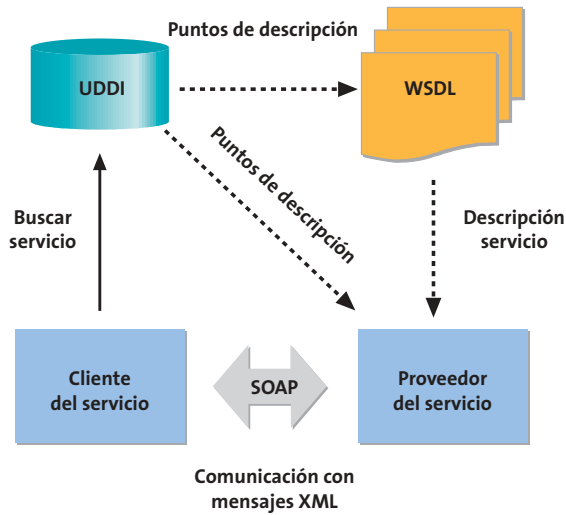 Puntos de descripción
UDDI
WSDL
Puntos de descripción
Buscar
servicio
Descripción
servicio
Cliente
del servicio
SOAP
Proveedor
del servicio
Comunicación con
mensajes XML